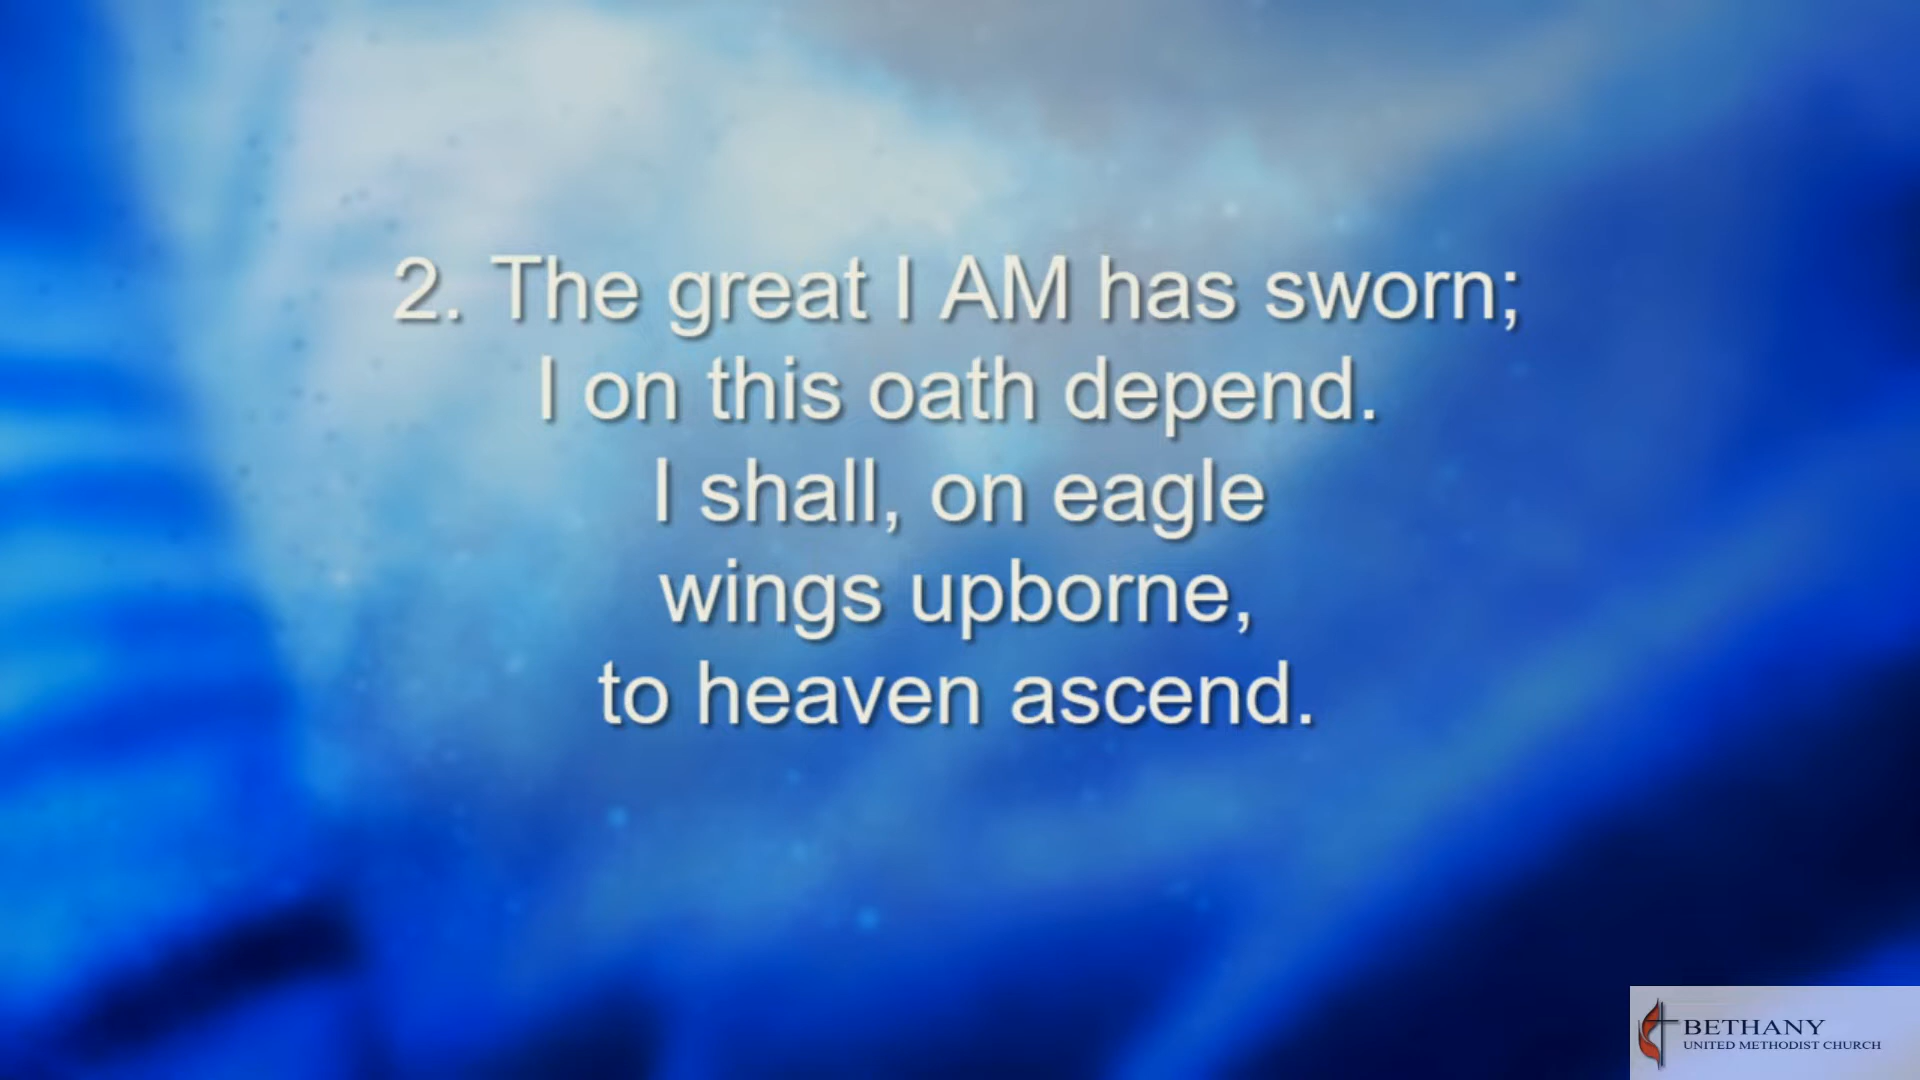 2. The great I AM has sworn;
I on this oath depend.
I shall, on eagle
wings upborne,
to heaven ascend.
BETHANY
UNITED METHODIST CHURCH